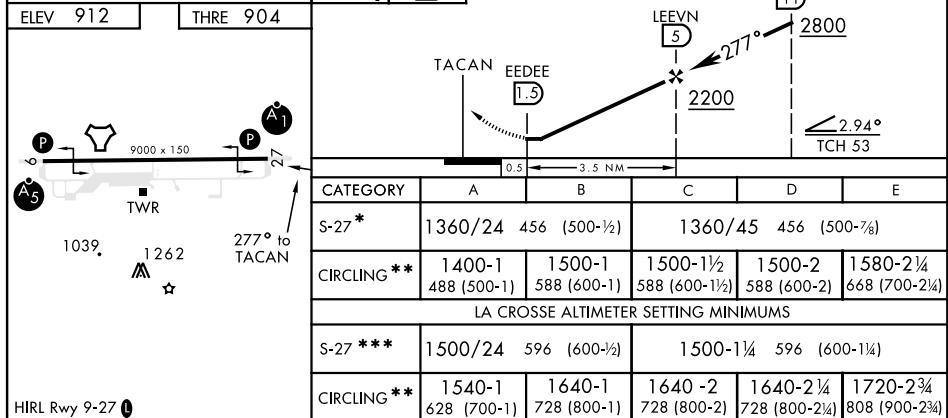 ELEV 912
THRE 904
A5
P
9
9000 x 150
P
A1
27
TWR
277° to
TACAN
1039
1262
HIRL Rwy 9-27 L
TACAN
EEDEE
1.5
LEEVN
5
277°
2800
2200
2.94°
TCH 53
0.5
3.5 NM
CATEGORY A B C D E
S-27* 1360/24 456 (500-½) 1360/45 456 (500-⅞)
CIRCLING** 1400-1 1500-1 1500-1½ 1500-2 1580-2¼
488 (500-1) 588 (600-1) 588 (600-1½) 588 (600-2) 668 (700-2¼)
LA CROSSE ALTIMETER SETTING MINIMUMS
S-27 *** 1500/24 596 (600-½) 1500-1¼ 596 (600-1¼)
CIRCLING** 1540-1 1640-1 1640 -2 1640-2¼ 1720-2¾
628 (700-1) 728 (800-1) 728 (800-2) 728 (800-2¼) 808 (900-2¾)